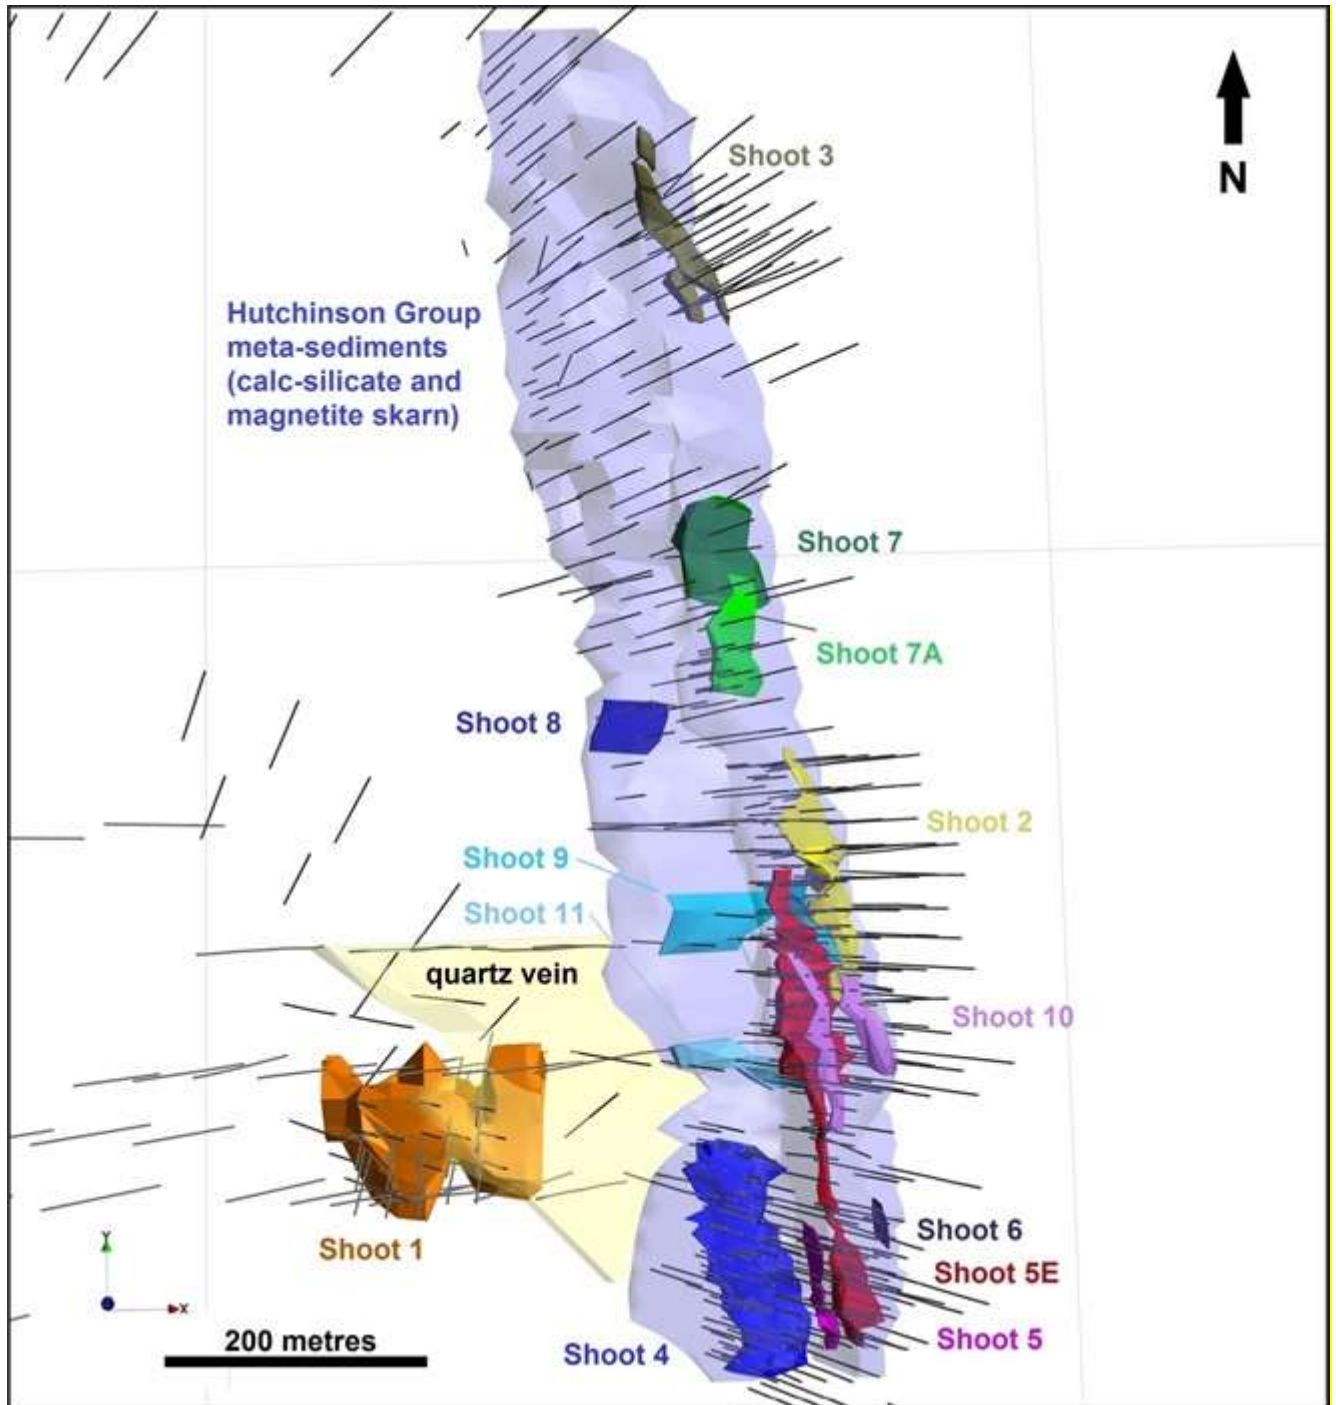 Shoot 3
N
Hutchinson Group
meta-sediments
(calc-silicate and
magnetite skarn)
Shoot 7
Shoot 7A
Shoot 8
Shoot 2
Shoot 9
Shoot 11
quartz vein
Shoot 10
Shoot 6
Shoot 1
Y
X
Shoot 5E
200 metres
Shoot 5
Shoot 4